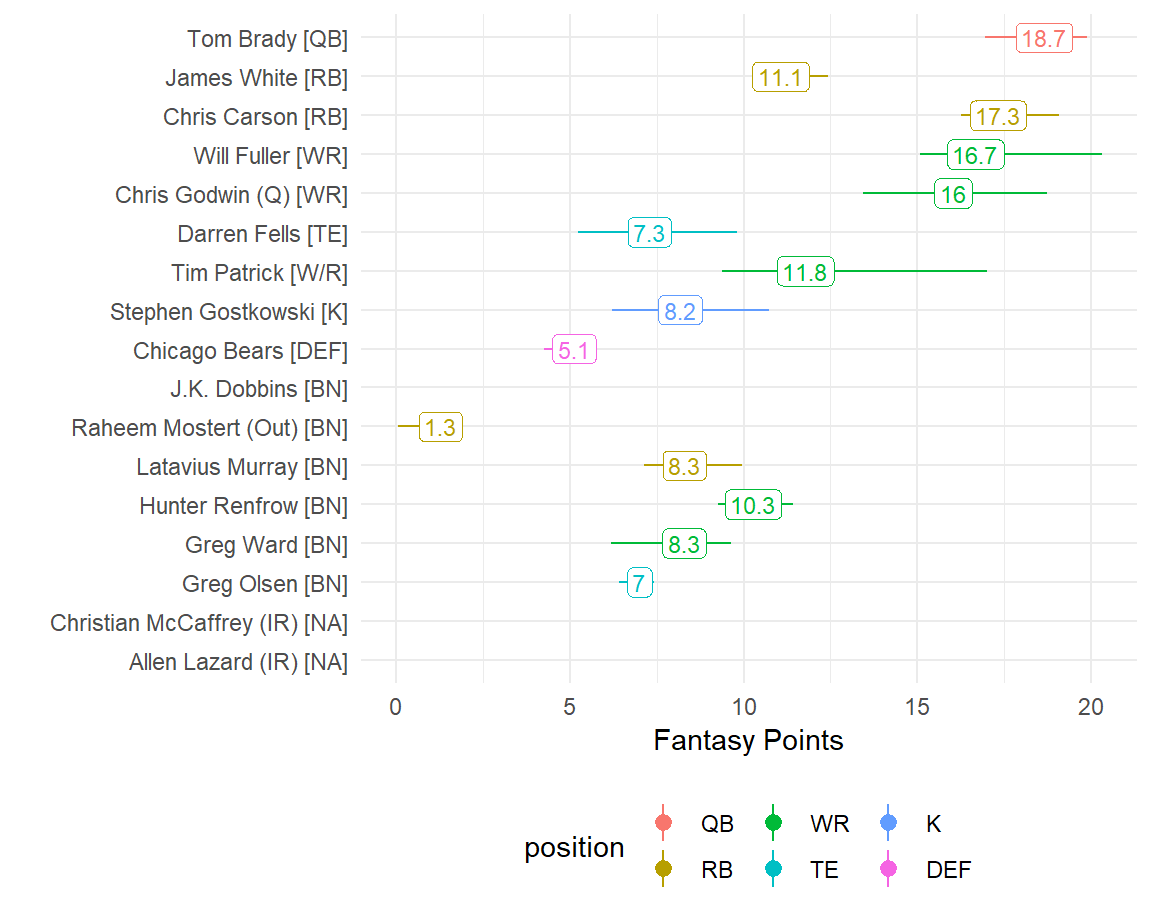 Tom Brady [QB] 18.7
James White [RB] 11.1
Chris Carson [RB] 17.3
Will Fuller [WR] 16.7
Chris Godwin (Q) [WR] 16
Darren Fells [TE] 7.3
Tim Patrick [W/R] 11.8
Stephen Gostkowski [K] 8.2
Chicago Bears [DEF] 5.1
J.K. Dobbins [BN]
Raheem Mostert (Out) [BN] 1.3
Latavius Murray [BN] 8.3
Hunter Renfrow [BN] 10.3
Greg Ward [BN] 8.3
Greg Olsen [BN] 7
Christian McCaffrey (IR) [NA]
Allen Lazard (IR) [NA]
0 5 10 15 20
Fantasy Points
position
QB WR K
RB TE DEF